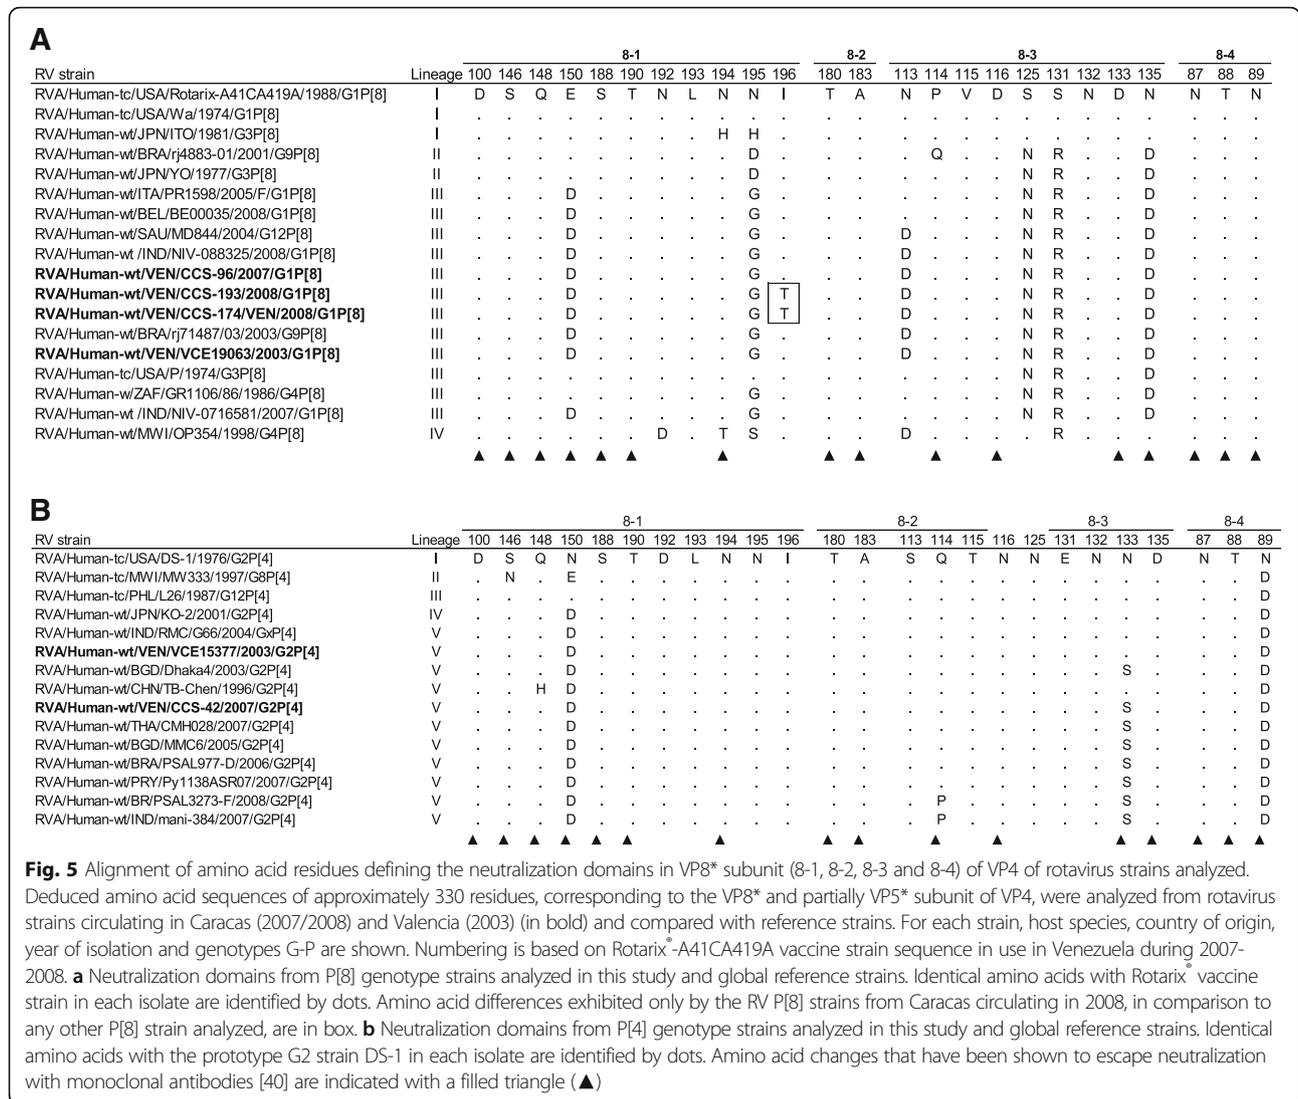 A
8-1 8-2 8-3 8-4
RV strain Lineage 100 146 148 150 188 190 192 193 194 195 196 180 183 113 114 115 116 125 131 132 133 135 87 88 89
RVA/Human-tc/USA/Rotarix-A41CA419A/1988/G1P[8] I D S Q E S T N L N N I T A N P V D S S N D N N T N
RVA/Human-tc/USA/Wa/1974/G1P[8] I . . . . . . . . . . . . . . . . . . . . . . . . .
RVA/Human-wt/JPN/ITO/1981/G3P[8] I . . . . . . . . H H . . . . . . . . . . . . . . .
RVA/Human-wt/BRA/rj4883-01/2001/G9P[8] II . . . . . . . . . D . . . . Q . . N R . . D . . .
RVA/Human-wt/JPN/YO/1977/G3P[8] II . . . . . . . . . D . . . . . . . N R . . D . . .
RVA/Human-wt/ITA/PR1598/2005/F/G1P[8] III . . . D . . . . . G . . . . . . . N R . . D . . .
RVA/Human-wt/BEL/BE00035/2008/G1P[8] III . . . D . . . . . G . . . . . . . N R . . D . . .
RVA/Human-wt/SAU/MD844/2004/G12P[8] III . . . D . . . . . G . . . D . . . N R . . D . . .
RVA/Human-wt /IND/NIV-088325/2008/G1P[8] III . . . D . . . . . G . . . D . . . N R . . D . . .
RVA/Human-wt/VEN/CCS-96/2007/G1P[8] III . . . D . . . . . G . . . D . . . N R . . D . . .
RVA/Human-wt/VEN/CCS-193/2008/G1P[8] III . . . D . . . . . G T . . D . . . N R . . D . . .
RVA/Human-wt/VEN/CCS-174/VEN/2008/G1P[8] III . . . D . . . . . G T . . D . . . N R . . D . . .
RVA/Human-wt/BRA/rj71487/03/2003/G9P[8] III . . . D . . . . . G . . . . . . . N R . . D . . .
RVA/Human-wt/VEN/VCE19063/2003/G1P[8] III . . . D . . . . . G . . . D . . . N R . . D . . .
RVA/Human-tc/USA/P/1974/G3P[8] III . . . . . . . . . . . . . . . . . N R . . D . . .
RVA/Human-w/ZAF/GR1106/86/1986/G4P[8] III . . . . . . . . . G . . . . . . . N R . . D . . .
RVA/Human-wt /IND/NIV-0716581/2007/G1P[8] III . . . D . . . . . G . . . . . . . N R . . D . . .
RVA/Human-wt/MWI/OP354/1998/G4P[8] IV . . . . . . D . T S . . . D . . . . R . . . . . .
▲ ▲ ▲ ▲ ▲ ▲ ▲ ▲ ▲ ▲ ▲ ▲ ▲ ▲ ▲ ▲
B
8-1 8-2 8-3 8-4
RV strain Lineage 100 146 148 150 188 190 192 193 194 195 196 180 183 113 114 115 116 125 131 132 133 135 87 88 89
RVA/Human-tc/USA/DS-1/1976/G2P[4] I D S Q N S T D L N N I T A S Q T N N E N N D N T N
RVA/Human-tc/MWI/MW333/1997/G8P[4] II . N . E . . . . . . . . . . . . . . . . . . . . D
RVA/Human-tc/PHL/L26/1987/G12P[4] III . . . . . . . . . . . . . . . . . . . . . . . . D
RVA/Human-wt/JPN/KO-2/2001/G2P[4] IV . . . D . . . . . . . . . . . . . . . . . . . . D
RVA/Human-wt/IND/RMC/G66/2004/GxP[4] V . . . D . . . . . . . . . . . . . . . . . . . . D
RVA/Human-wt/VEN/VCE15377/2003/G2P[4] V . . . D . . . . . . . . . . . . . . . . . . . . D
RVA/Human-wt/BGD/Dhaka4/2003/G2P[4] V . . . D . . . . . . . . . . . . . . . . S . . . D
RVA/Human-wt/CHN/TB-Chen/1996/G2P[4] V . . H D . . . . . . . . . . . . . . . . . . . . D
RVA/Human-wt/VEN/CCS-42/2007/G2P[4] V . . . D . . . . . . . . . . . . . . . . S . . . D
RVA/Human-wt/THA/CMH028/2007/G2P[4] V . . . D . . . . . . . . . . . . . . . . S . . . D
RVA/Human-wt/BGD/MMC6/2005/G2P[4] V . . . D . . . . . . . . . . . . . . . . S . . . D
RVA/Human-wt/BRA/PSAL977-D/2006/G2P[4] V . . . D . . . . . . . . . . . . . . . . S . . . D
RVA/Human-wt/PRY/Py1138ASR07/2007/G2P[4] V . . . D . . . . . . . . . . . . . . . . S . . . D
RVA/Human-wt/BR/PSAL3273-F/2008/G2P[4] V . . . D . . . . . . . . . . P . . . . . S . . . D
RVA/Human-wt/IND/mani-384/2007/G2P[4] V . . . D . . . . . . . . . . P . . . . . S . . . D
▲ ▲ ▲ ▲ ▲ ▲ ▲ ▲ ▲ ▲ ▲ ▲ ▲ ▲ ▲ ▲
Fig. 5 Alignment of amino acid residues defining the neutralization domains in VP8* subunit (8-1, 8-2, 8-3 and 8-4) of VP4 of rotavirus strains analyzed.
Deduced amino acid sequences of approximately 330 residues, corresponding to the VP8* and partially VP5* subunit of VP4, were analyzed from rotavirus
strains circulating in Caracas (2007/2008) and Valencia (2003) (in bold) and compared with reference strains. For each strain, host species, country of origin,
year of isolation and genotypes G-P are shown. Numbering is based on Rotarix®-A41CA419A vaccine strain sequence in use in Venezuela during 2007-
2008. a Neutralization domains from P[8] genotype strains analyzed in this study and global reference strains. Identical amino acids with Rotarix® vaccine
strain in each isolate are identified by dots. Amino acid differences exhibited only by the RV P[8] strains from Caracas circulating in 2008, in comparison to
any other P[8] strain analyzed, are in box. b Neutralization domains from P[4] genotype strains analyzed in this study and global reference strains. Identical
amino acids with the prototype G2 strain DS-1 in each isolate are identified by dots. Amino acid changes that have been shown to escape neutralization
with monoclonal antibodies [40] are indicated with a filled triangle (▲)